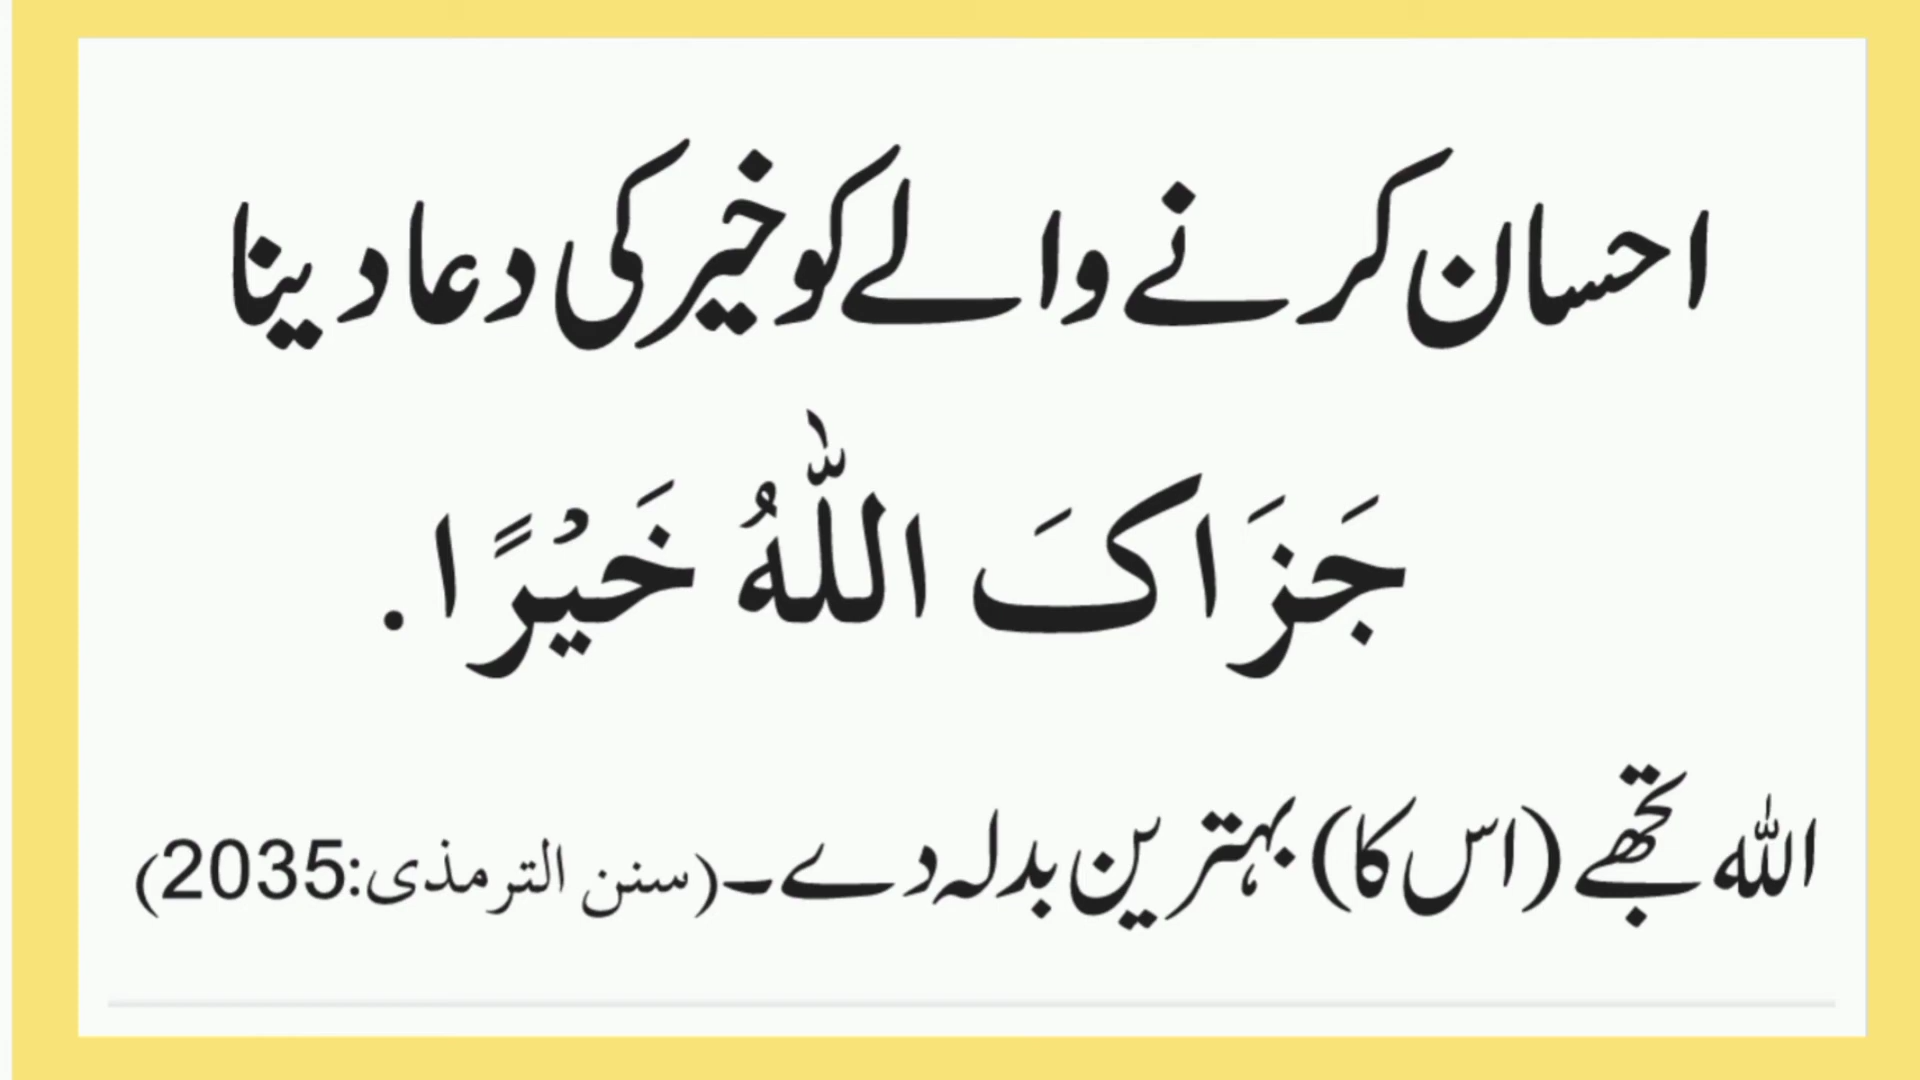 احسان کرنے والے کو خیر کی دعا دینا
جَزَاکَ اللّٰهُ خَيْرًا.
اللہ تجھے (اس کا) بہترین بدلہ دے۔ (سنن الترمذی:2035)